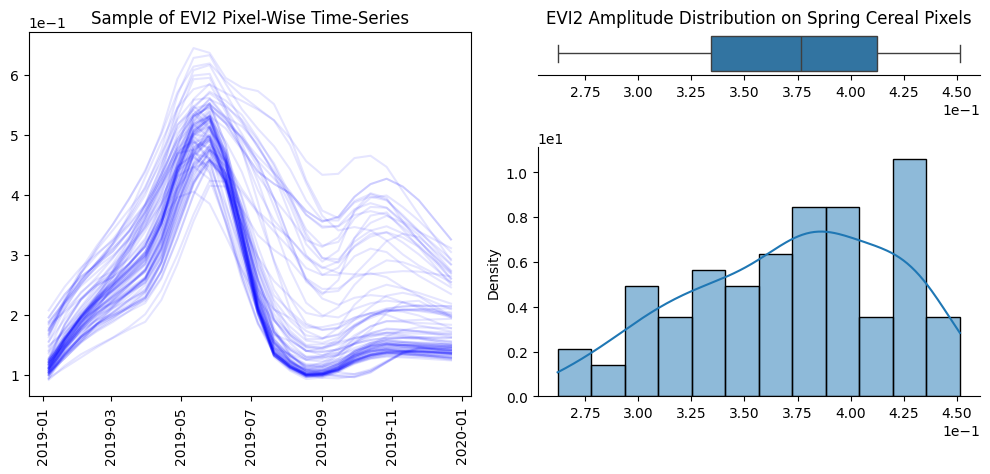 Sample of EVI2 Pixel-Wise Time-Series
1e−1
6
5
4
3
2
1
2019-01
2019-03
2019-05
2019-07
2019-09
2019-11
2020-01
EVI2 Amplitude Distribution on Spring Cereal Pixels
2.75 3.00 3.25 3.50 3.75 4.00 4.25 4.50
1e−1
1e1
1.0
0.8
0.6
0.4
0.2
0.0
Density
2.75 3.00 3.25 3.50 3.75 4.00 4.25 4.50
1e−1